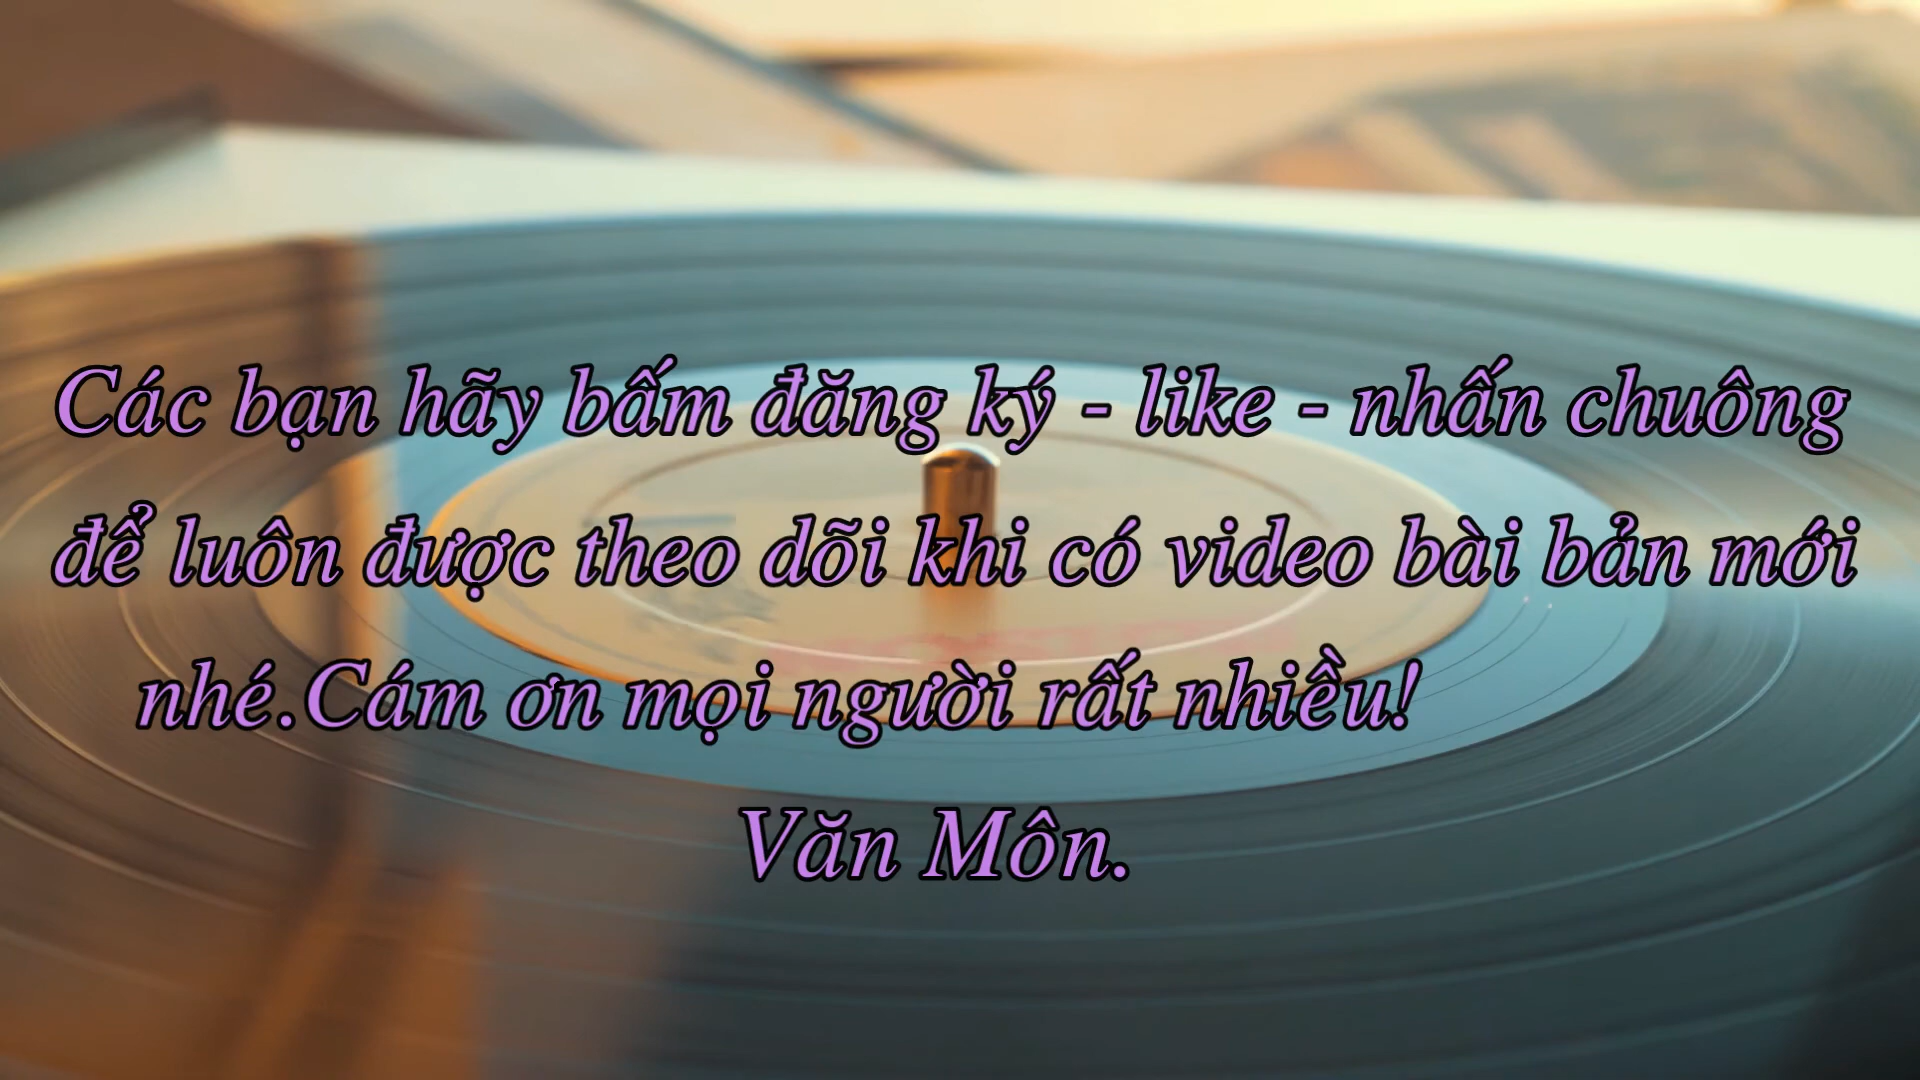 Các bạn hãy bấm đăng ký - like - nhấn chuông
để luôn được theo dõi khi có video bài bản mới
nhé.Cám ơn mọi người rất nhiều!
Văn Môn.